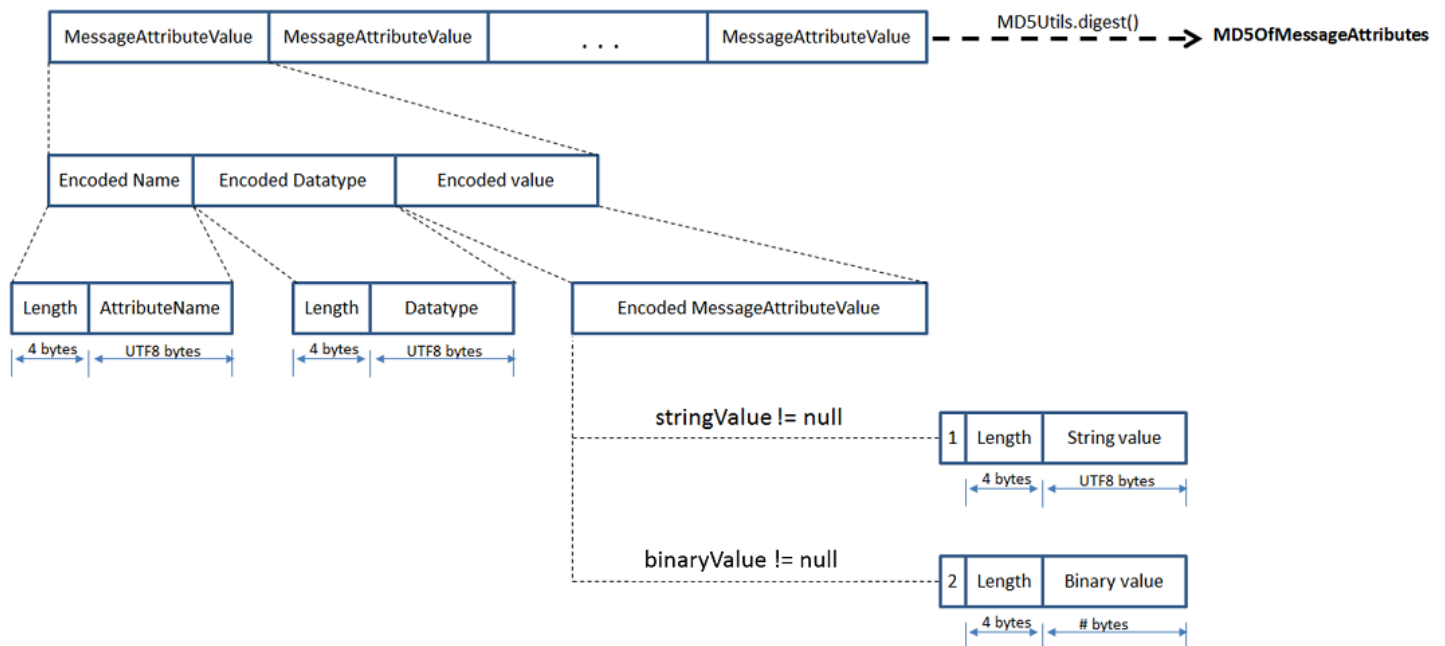 MessageAttributeValue MessageAttributeValue . . . MessageAttributeValue MD5Utils.digest() MD5OfMessageAttributes
Encoded Name Encoded Datatype Encoded value
Length AttributeName Length Datatype Encoded MessageAttributeValue
4 bytes UTF8 bytes 4 bytes UTF8 bytes
stringValue != null
1 Length String value
4 bytes UTF8 bytes
binaryValue != null
2 Length Binary value
4 bytes # bytes